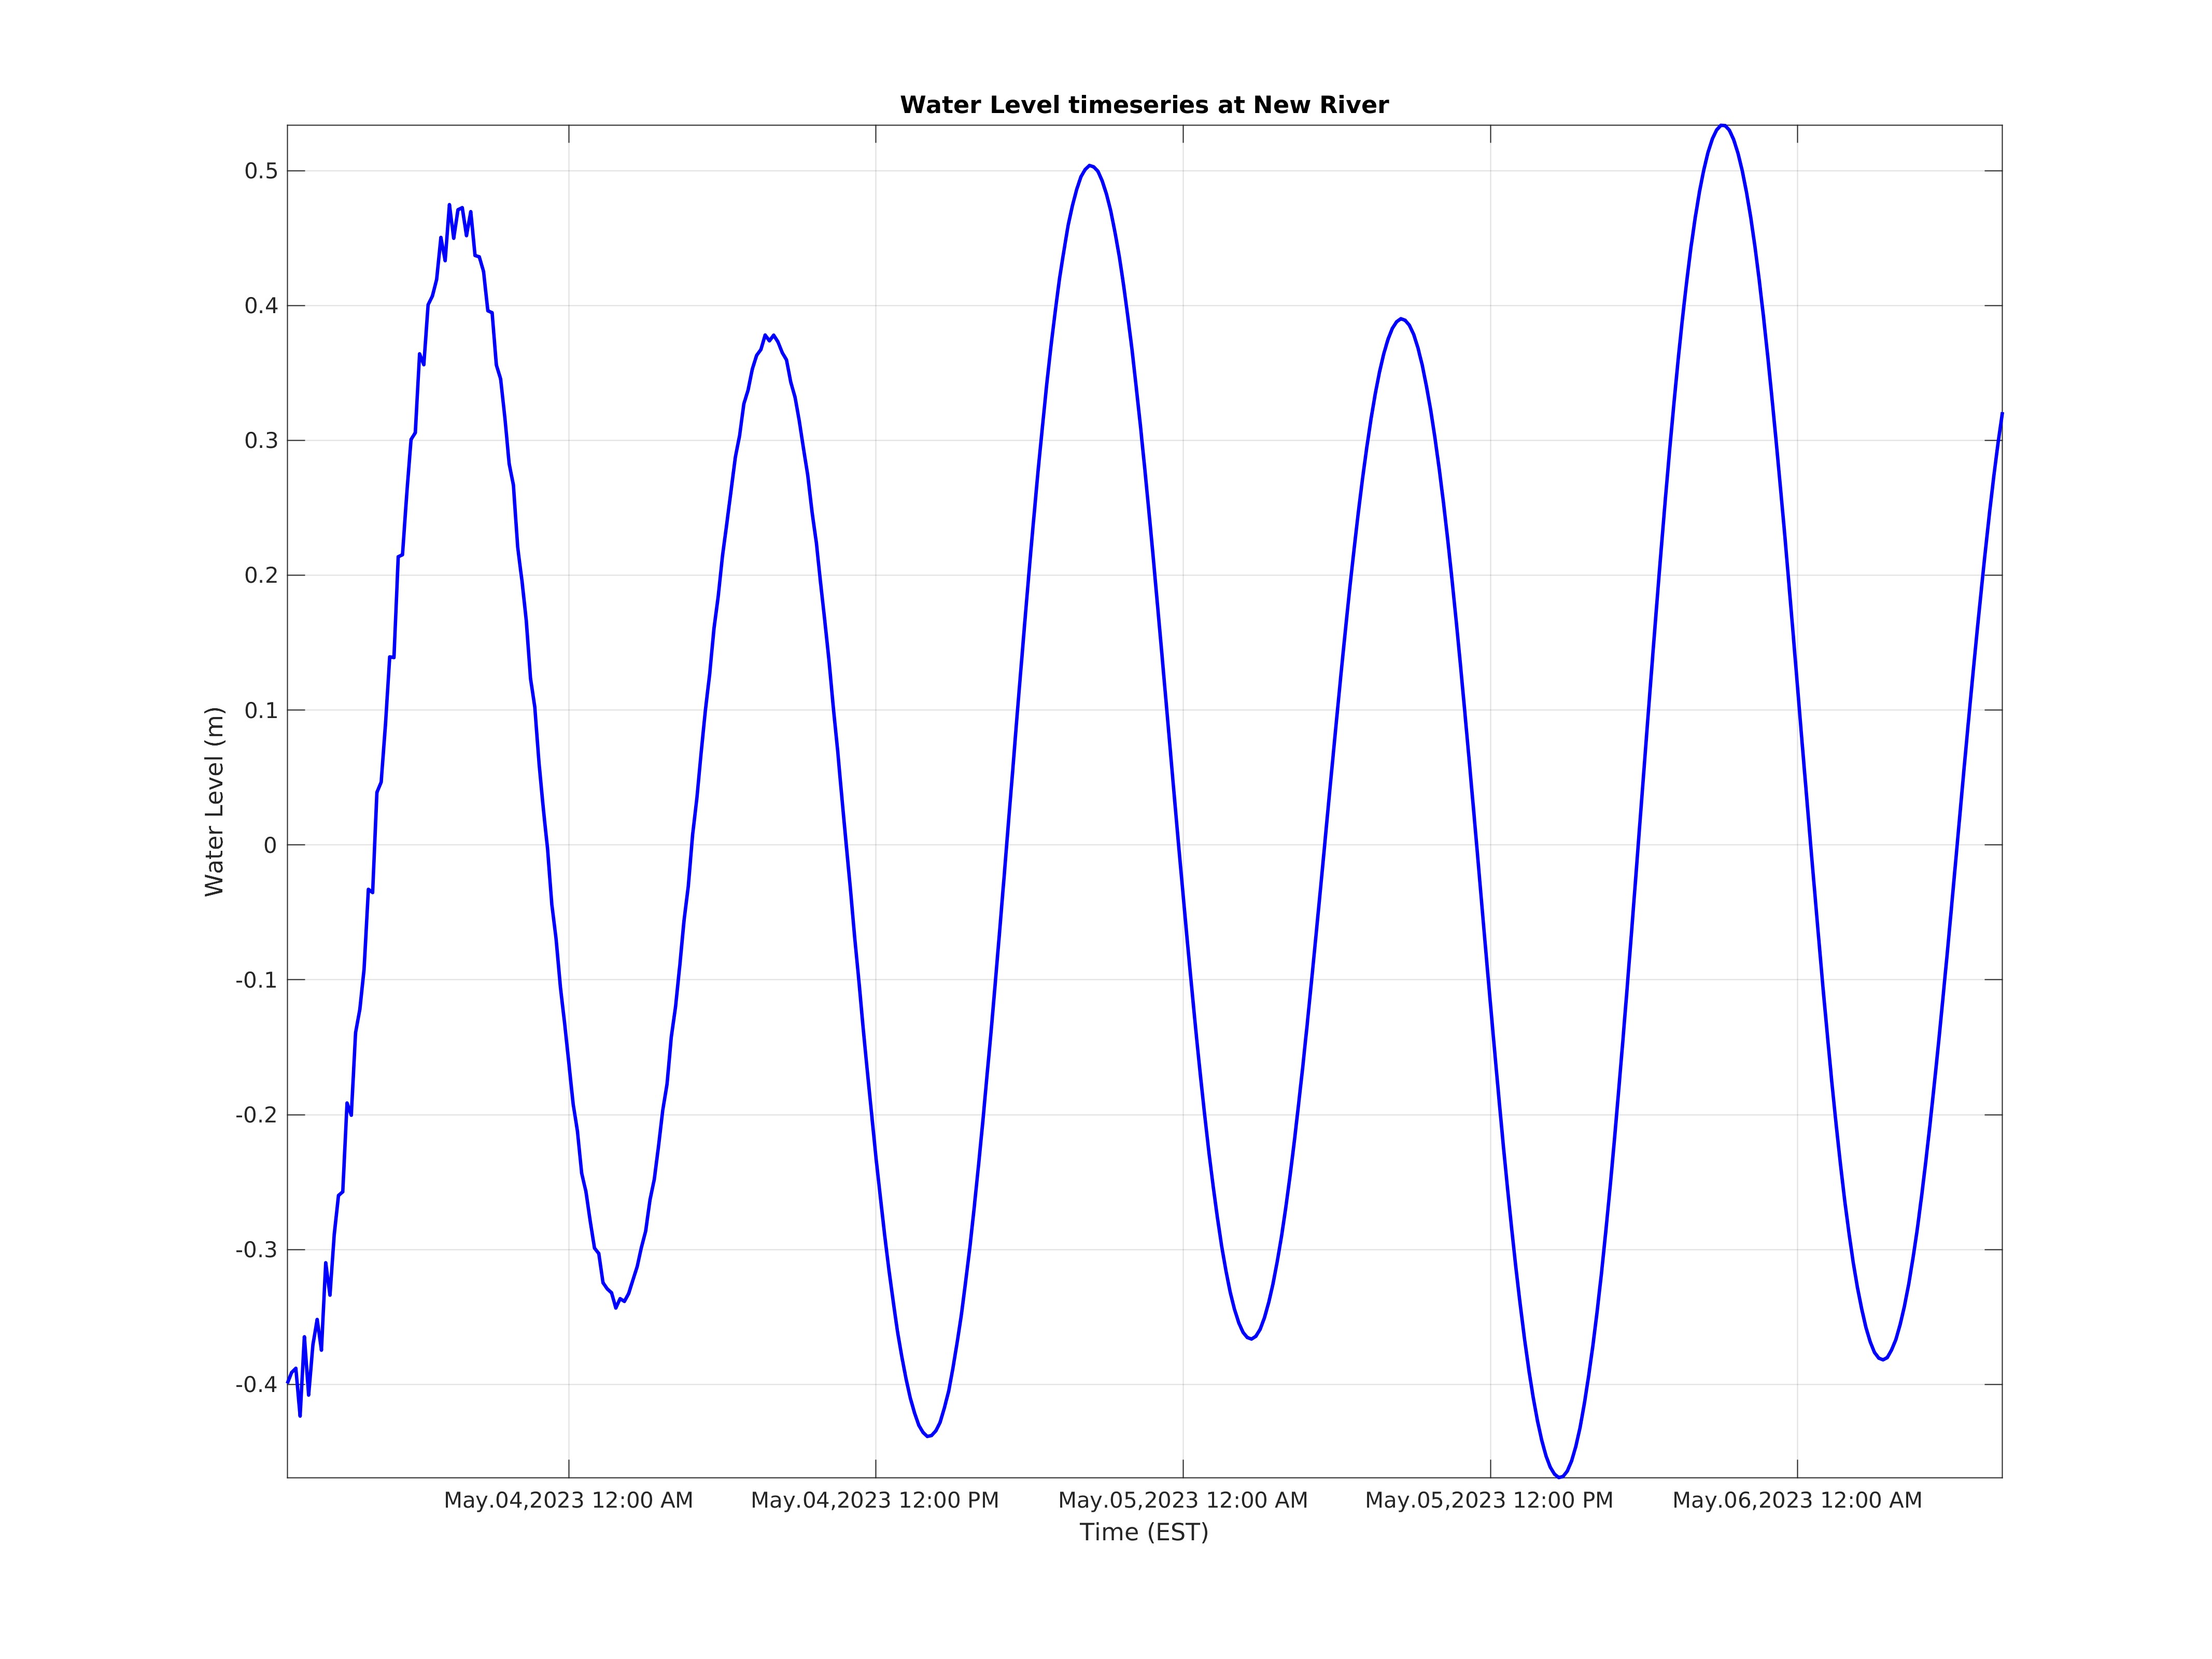 Water Level timeseries at New River
Water Level (m)
0.5
0.4
0.3
0.2
0.1
0
-0.1
-0.2
-0.3
-0.4
May.04,2023 12:00 AM
May.04,2023 12:00 PM
May.05,2023 12:00 AM
May.05,2023 12:00 PM
May.06,2023 12:00 AM
Time (EST)